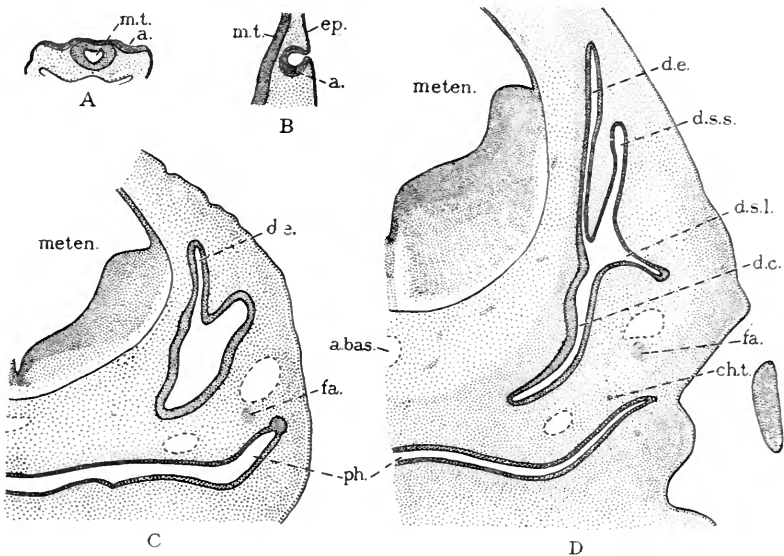 m.t.
a.
A
m.t.
ep.
a.
B
meten.
d.e.
d.s.s.
d.s.l.
d.c.
a.bas.
fa.
ch.t.
D
meten.
d.e.
fa.
ph.
C